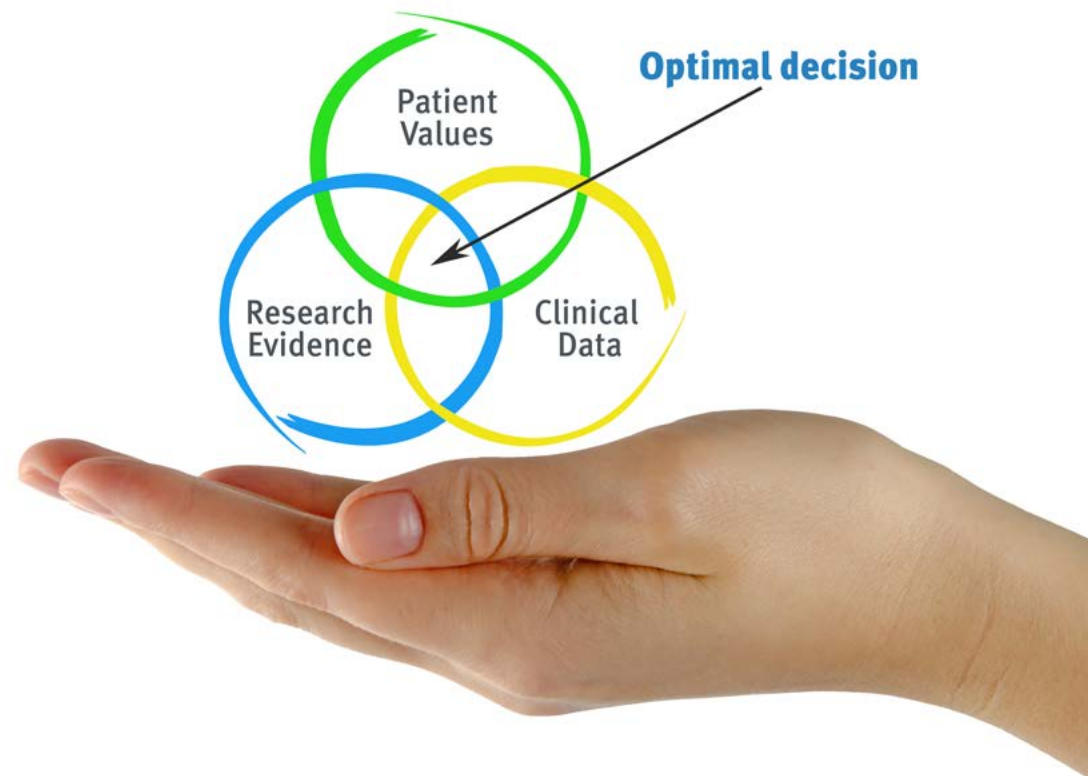 Optimal decision
Patient
Values
Research
Evidence
Clinical
Data